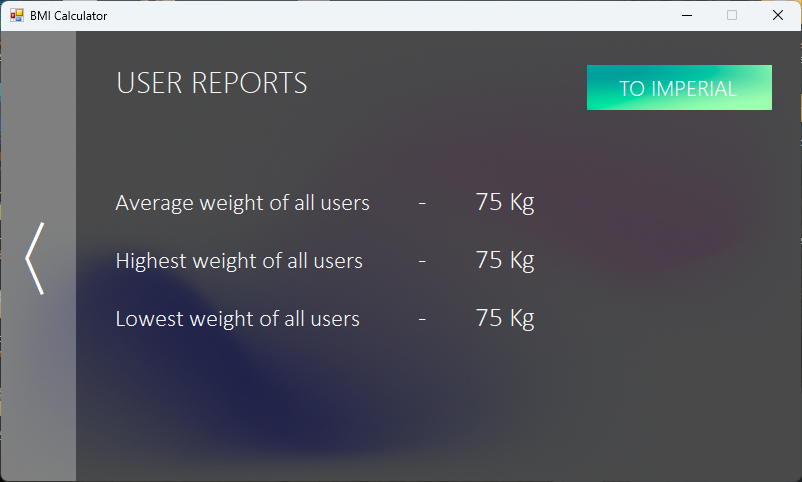 BMI Calculator
USER REPORTS
TO IMPERIAL
Average weight of all users - 75 Kg
Highest weight of all users - 75 Kg
Lowest weight of all users - 75 Kg